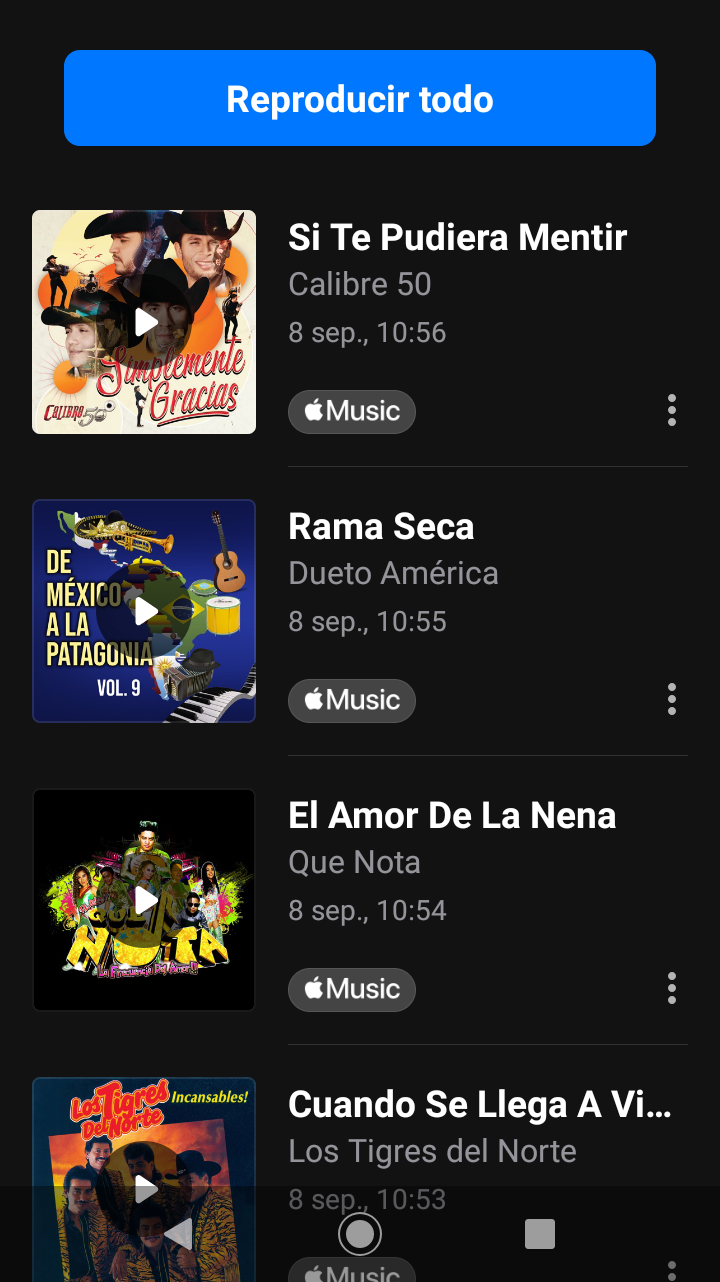 Reproducir todo
Si Te Pudiera Mentir
Calibre 50
8 sep., 10:56
Music
Simplemente
Gracias
CALIBRE 50
Rama Seca
Dueto América
8 sep., 10:55
Music
DE
MÉXICO
A LA
PATAGONIA
VOL. 9
El Amor De La Nena
Que Nota
8 sep., 10:54
Music
QUE
NOTA
La Frecuencia Del Amor!!
Cuando Se Llega A Vi...
Los Tigres del Norte
8 sep., 10:53
Music
Los Tigres
Del Norte
Incansables!